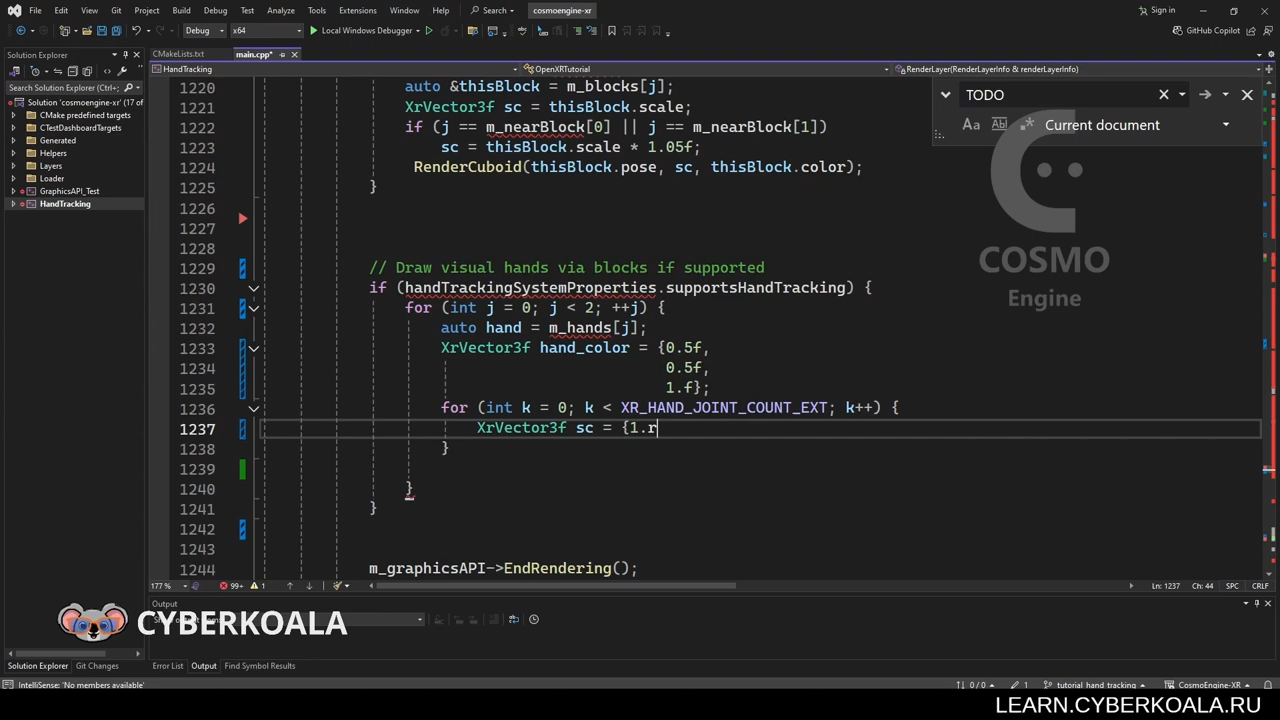 File Edit View Git Project Build Debug Test Analyze Tools Extensions Window Help Search cosmoengine-xr Sign in
Debug x64 Local Windows Debugger GitHub Copilot
Solution Explorer
CMakeLists.txt main.cpp*
HandTracking OpenXRTutorial RenderLayer(RenderLayerInfo & renderLayerInfo)
Search Solution Explorer (Ctrl+;)
Solution 'cosmoengine-xr' (17 of
CMake predefined targets
CTestDashboardTargets
Generated
Helpers
Layers
Loader
GraphicsAPI_Test
HandTracking
TODO
Aa Abl .* Current document
1220 auto &thisBlock = m_blocks[j];
1221 XrVector3f sc = thisBlock.scale;
1222 if (j == m_nearBlock[0] || j == m_nearBlock[1])
1223 sc = thisBlock.scale * 1.05f;
1224 RenderCuboid(thisBlock.pose, sc, thisBlock.color);
1225 }
1226
1227
1228
1229 // Draw visual hands via blocks if supported
1230 if (handTrackingSystemProperties.supportsHandTracking) {
1231 for (int j = 0; j < 2; ++j) {
1232 auto hand = m_hands[j];
1233 XrVector3f hand_color = {0.5f,
1234 0.5f,
1235 1.f};
1236 for (int k = 0; k < XR_HAND_JOINT_COUNT_EXT; k++) {
1237 XrVector3f sc = {1.r
1238 }
1239
1240 }
1241 }
1242
1243
1244 m_graphicsAPI->EndRendering();
COSMO
Engine
177 % 99+ 1 Ln: 1237 Ch: 44 SPC CRLF
Output
CYBERKOALA
Solution Explorer Git Changes Error List Output Find Symbol Results
IntelliSense: 'No members available' 0 / 0 1 tutorial_hand_tracking CosmoEngine-XR
LEARN.CYBERKOALA.RU